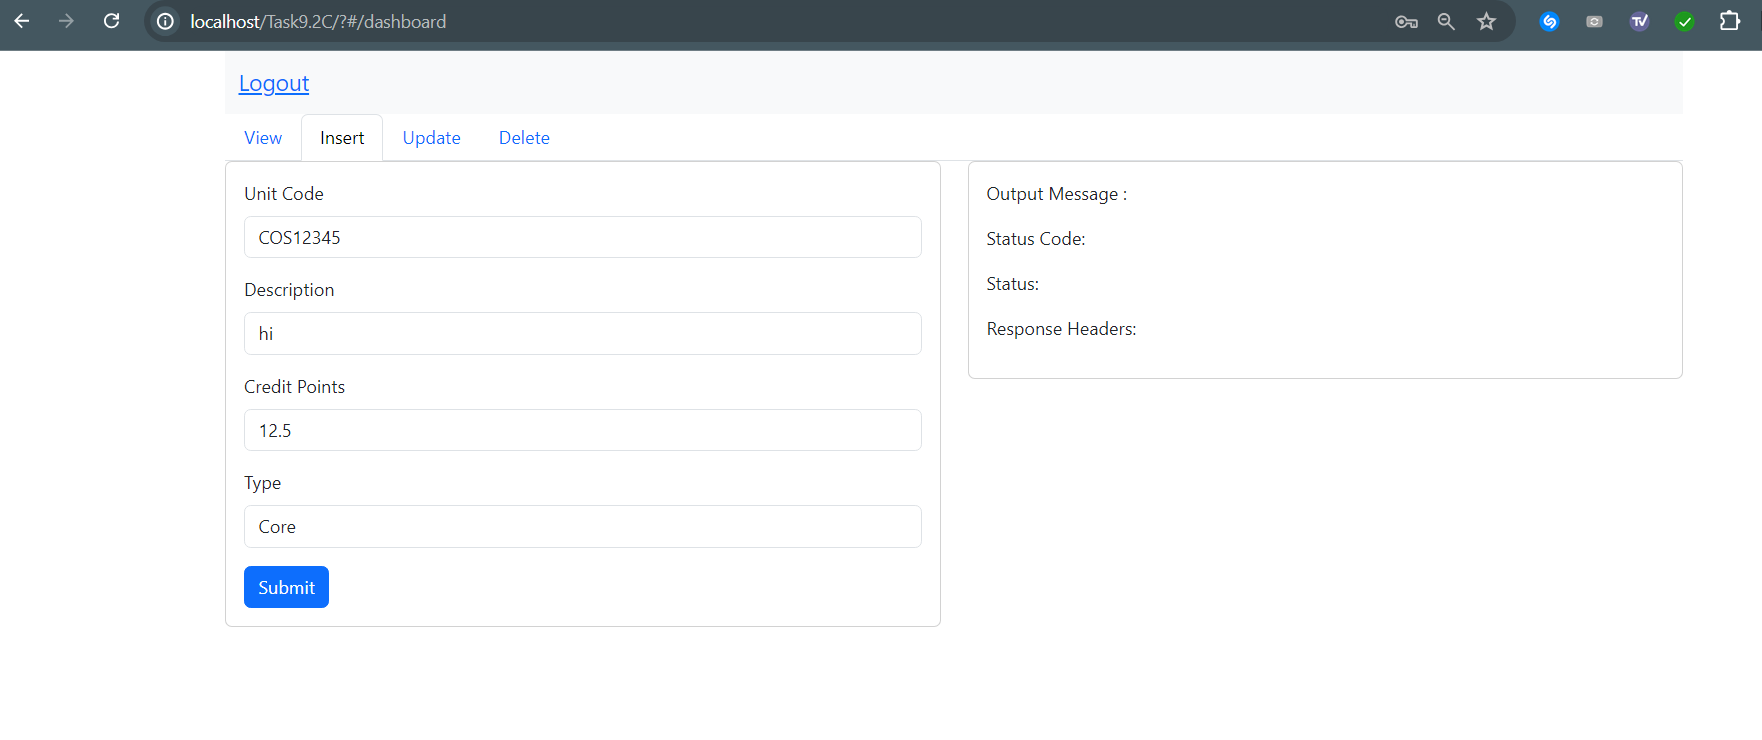 localhost/Task9.2C/?#/dashboard
Logout
View Insert Update Delete
Unit Code
COS12345
Description
hi
Credit Points
12.5
Type
Core
Submit
Output Message :
Status Code:
Status:
Response Headers: